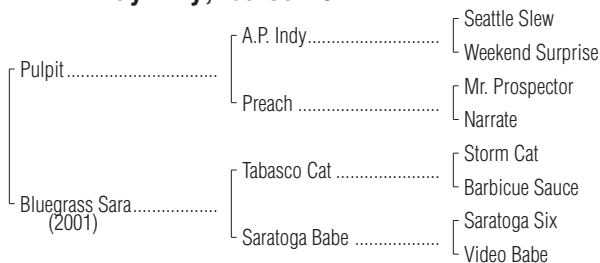 Seattle Slew
A.P. Indy
Weekend Surprise
Pulpit
Mr. Prospector
Preach
Narrate
Storm Cat
Tabasco Cat
Barbicue Sauce
Bluegrass Sara
(2001)
Saratoga Six
Saratoga Babe
Video Babe